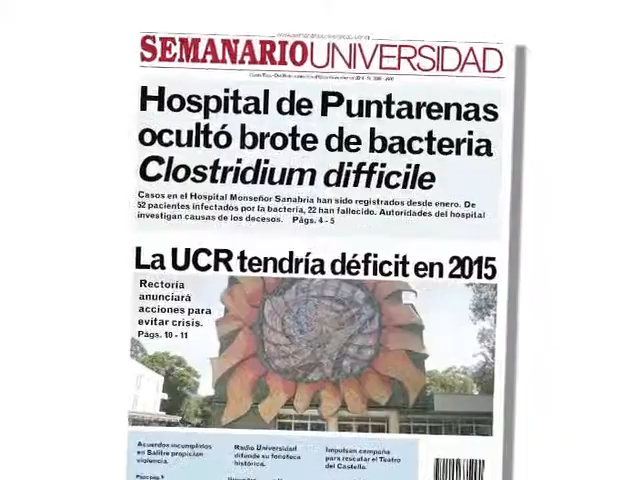 SEMANARIOUNIVERSIDAD
Hospital de Puntarenas
ocultó brote de bacteria
Clostridium difficile
Casos en el Hospital Monseñor Sanabria han sido registrados desde enero. De
52 pacientes infectados por la bacteria, 22 han fallecido. Autoridades del hospital
investigan causas de los decesos. Págs. 4 - 5
La UCR tendría déficit en 2015
Rectoría
anunciará
acciones para
evitar crisis.
Págs. 10 - 11
Acuerdos incumplidos
en Salitre propician
violencia.
Radio Universidad
difunde su fonoteca
histórica.
Impulsan campaña
para rescatar el Teatro
del Castella.